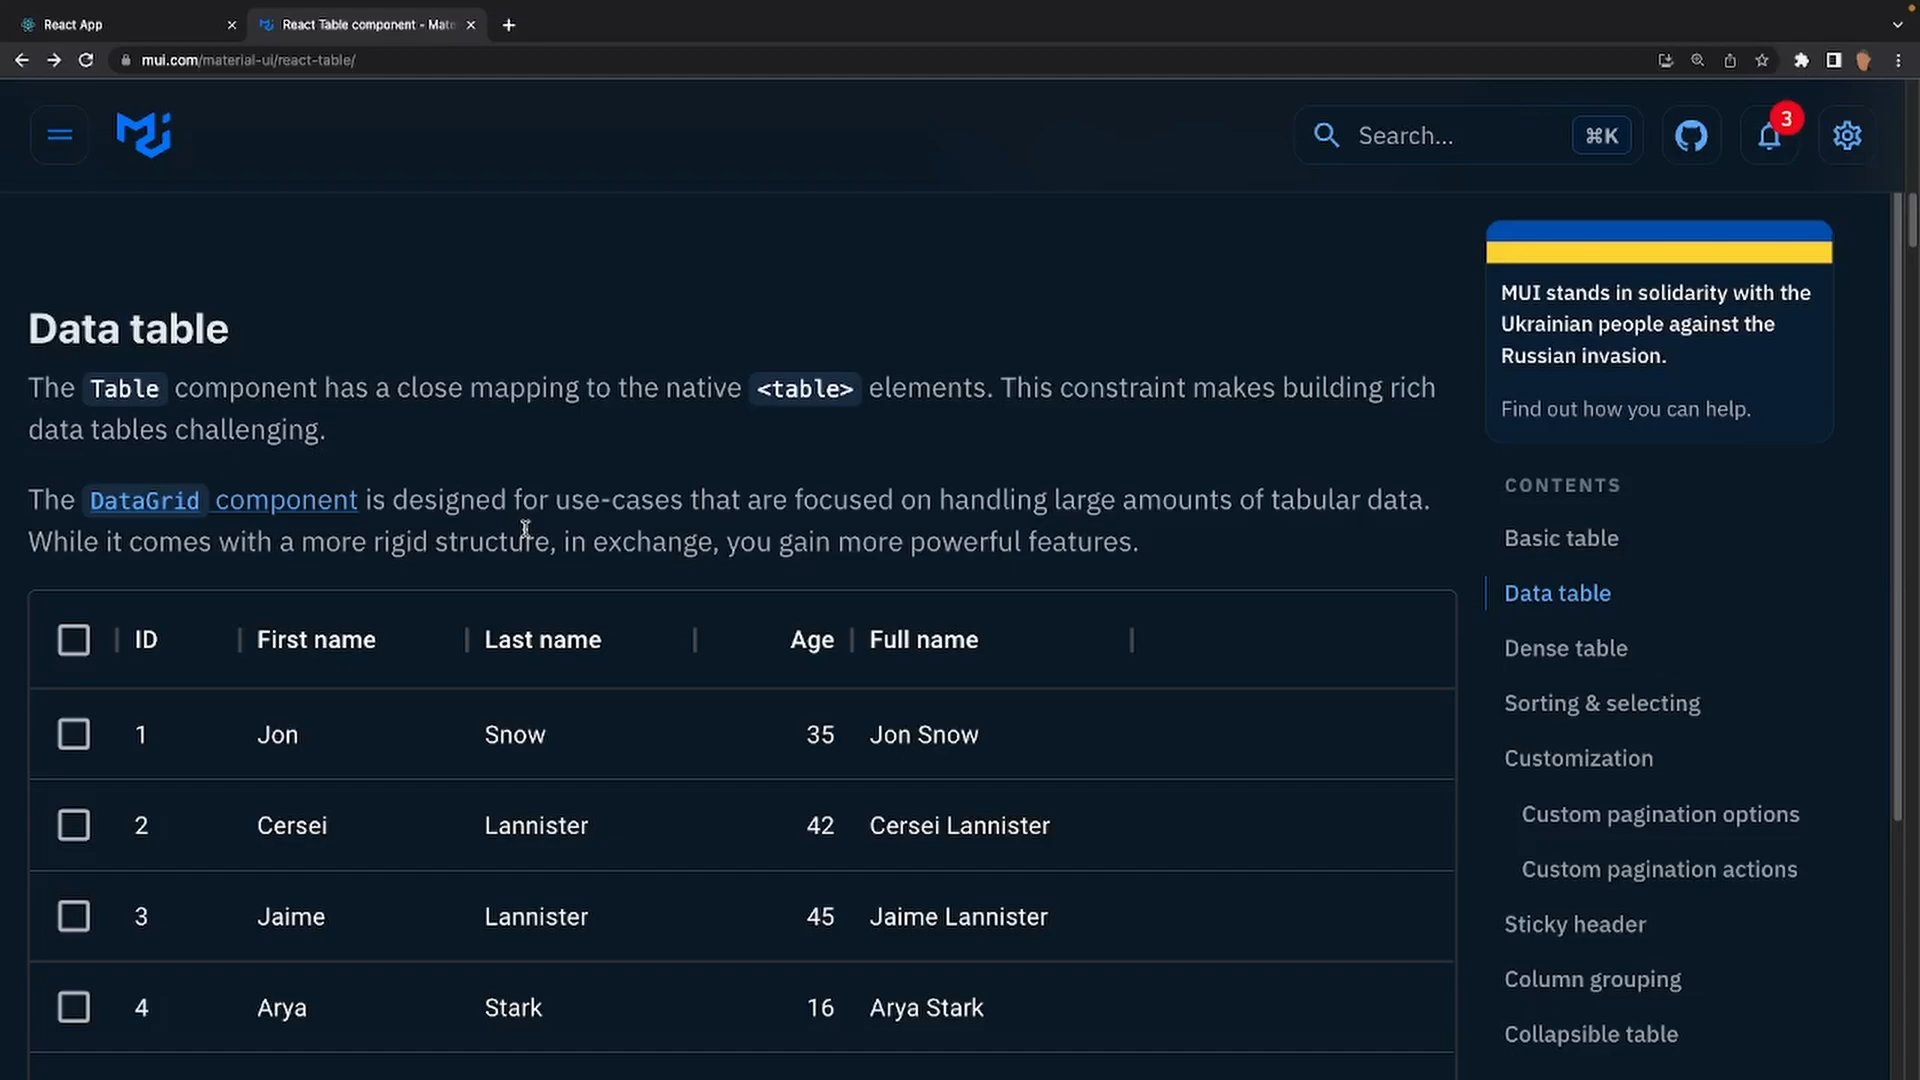 React App
React Table component - Mate
mui.com/material-ui/react-table/
Search...
⌘K
3
Data table
The Table component has a close mapping to the native <table> elements. This constraint makes building rich
data tables challenging.
The DataGrid component is designed for use-cases that are focused on handling large amounts of tabular data.
While it comes with a more rigid structure, in exchange, you gain more powerful features.
ID First name Last name Age Full name
1 Jon Snow 35 Jon Snow
2 Cersei Lannister 42 Cersei Lannister
3 Jaime Lannister 45 Jaime Lannister
4 Arya Stark 16 Arya Stark
MUI stands in solidarity with the
Ukrainian people against the
Russian invasion.
Find out how you can help.
CONTENTS
Basic table
Data table
Dense table
Sorting & selecting
Customization
Custom pagination options
Custom pagination actions
Sticky header
Column grouping
Collapsible table